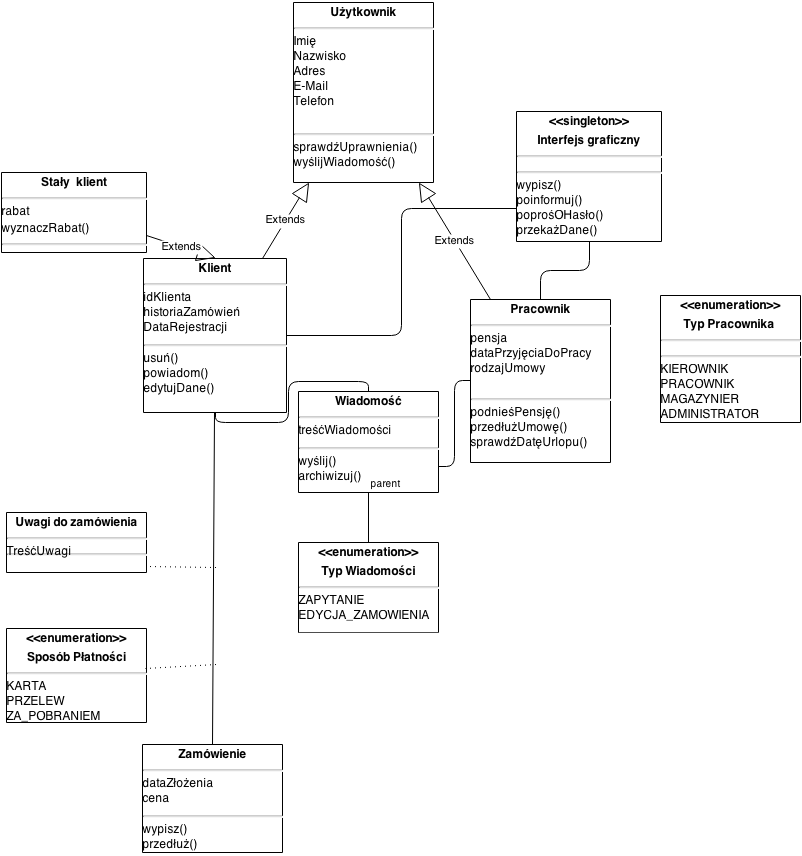 Użytkownik
Imię
Nazwisko
Adres
E-Mail
Telefon
sprawdźUprawnienia()
wyślijWiadomość()
<<singleton>>
Interfejs graficzny
wypisz()
poinformuj()
poprośOHasło()
przekażDane()
Stały klient
rabat
wyznaczRabat()
Extends
Extends
Extends
Klient
idKlienta
historiaZamówień
DataRejestracji
usuń()
powiadom()
edytujDane()
Pracownik
pensja
dataPrzyjęciaDoPracy
rodzajUmowy
podnieśPensję()
przedłużUmowę()
sprawdźDatęUrlopu()
<<enumeration>>
Typ Pracownika
KIEROWNIK
PRACOWNIK
MAGAZYNIER
ADMINISTRATOR
Wiadomość
treśćWiadomości
wyślij()
archiwizuj()
parent
Uwagi do zamówienia
TreśćUwagi
<<enumeration>>
Typ Wiadomości
ZAPYTANIE
EDYCJA_ZAMOWIENIA
<<enumeration>>
Sposób Płatności
KARTA
PRZELEW
ZA_POBRANIEM
Zamówienie
dataZłożenia
cena
wypisz()
przedłuż()